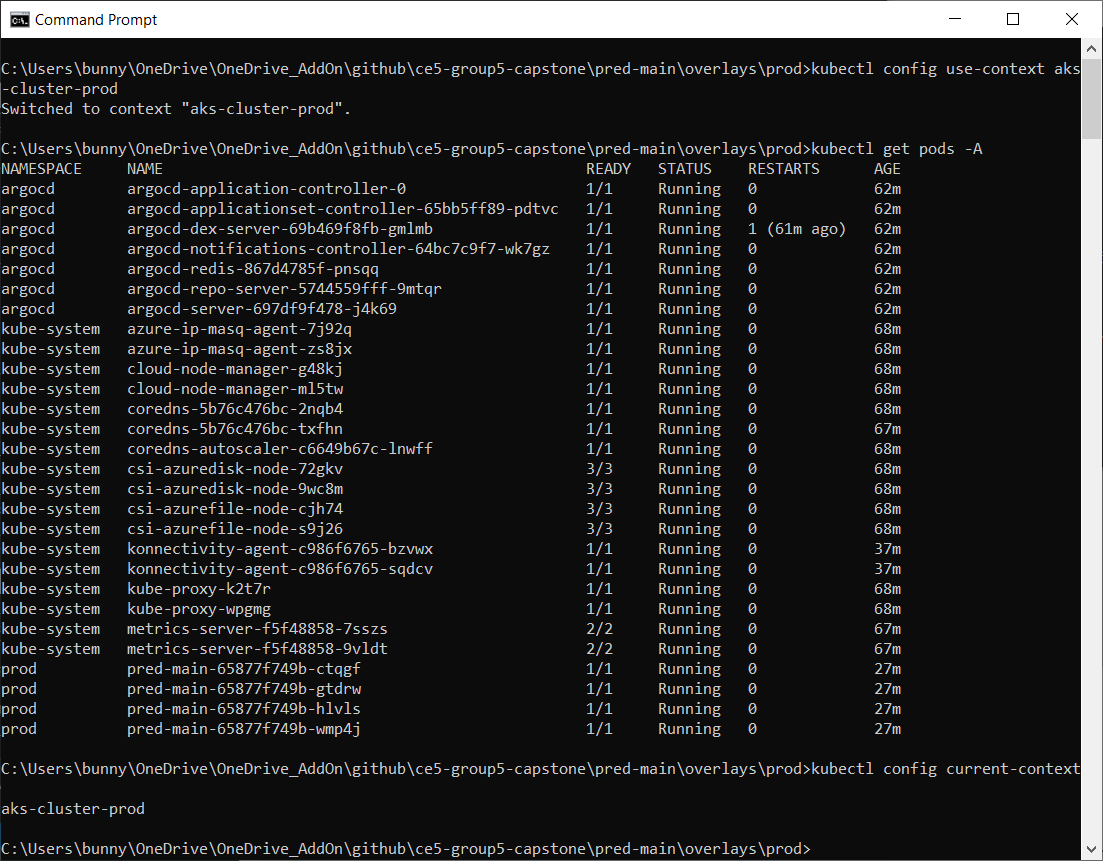 Command Prompt
C:\Users\bunny\OneDrive\OneDrive_AddOn\github\ce5-group5-capstone\pred-main\overlays\prod>kubectl config use-context aks
-cluster-prod
Switched to context "aks-cluster-prod".
C:\Users\bunny\OneDrive\OneDrive_AddOn\github\ce5-group5-capstone\pred-main\overlays\prod>kubectl get pods -A
NAMESPACE     NAME                                                READY   STATUS    RESTARTS      AGE
argocd        argocd-application-controller-0                     1/1     Running   0             62m
argocd        argocd-applicationset-controller-65bb5ff89-pdtvc    1/1     Running   0             62m
argocd        argocd-dex-server-69b469f8fb-gmlmb                  1/1     Running   1 (61m ago)   62m
argocd        argocd-notifications-controller-64bc7c9f7-wk7gz     1/1     Running   0             62m
argocd        argocd-redis-867d4785f-pnsqq                        1/1     Running   0             62m
argocd        argocd-repo-server-5744559fff-9mtqr                 1/1     Running   0             62m
argocd        argocd-server-697df9f478-j4k69                      1/1     Running   0             62m
kube-system   azure-ip-masq-agent-7j92q                           1/1     Running   0             68m
kube-system   azure-ip-masq-agent-zs8jx                           1/1     Running   0             68m
kube-system   cloud-node-manager-g48kj                            1/1     Running   0             68m
kube-system   cloud-node-manager-ml5tw                            1/1     Running   0             68m
kube-system   coredns-5b76c476bc-2nqb4                            1/1     Running   0             68m
kube-system   coredns-5b76c476bc-txfhn                            1/1     Running   0             67m
kube-system   coredns-autoscaler-c6649b67c-lnwff                  1/1     Running   0             68m
kube-system   csi-azuredisk-node-72gkv                            3/3     Running   0             68m
kube-system   csi-azuredisk-node-9wc8m                            3/3     Running   0             68m
kube-system   csi-azurefile-node-cjh74                            3/3     Running   0             68m
kube-system   csi-azurefile-node-s9j26                            3/3     Running   0             68m
kube-system   konnectivity-agent-c986f6765-bzvwx                  1/1     Running   0             37m
kube-system   konnectivity-agent-c986f6765-sqdcv                  1/1     Running   0             37m
kube-system   kube-proxy-k2t7r                                    1/1     Running   0             68m
kube-system   kube-proxy-wpgmg                                    1/1     Running   0             68m
kube-system   metrics-server-f5f48858-7sszs                       2/2     Running   0             67m
kube-system   metrics-server-f5f48858-9vldt                       2/2     Running   0             67m
prod          pred-main-65877f749b-ctqgf                          1/1     Running   0             27m
prod          pred-main-65877f749b-gtdrw                          1/1     Running   0             27m
prod          pred-main-65877f749b-hlvls                          1/1     Running   0             27m
prod          pred-main-65877f749b-wmp4j                          1/1     Running   0             27m
C:\Users\bunny\OneDrive\OneDrive_AddOn\github\ce5-group5-capstone\pred-main\overlays\prod>kubectl config current-context
aks-cluster-prod
C:\Users\bunny\OneDrive\OneDrive_AddOn\github\ce5-group5-capstone\pred-main\overlays\prod>